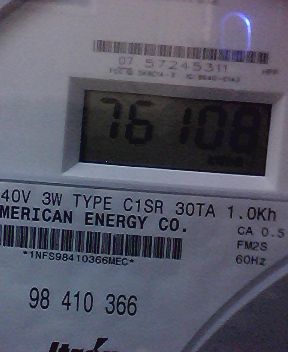 07 57245311
76108
40V 3W TYPE C1SR 30TA 1.0Kh
MERICAN ENERGY CO.
CA 0.5
FM2S
60Hz
*1NFS98410366MEC*
98 410 366
Itron